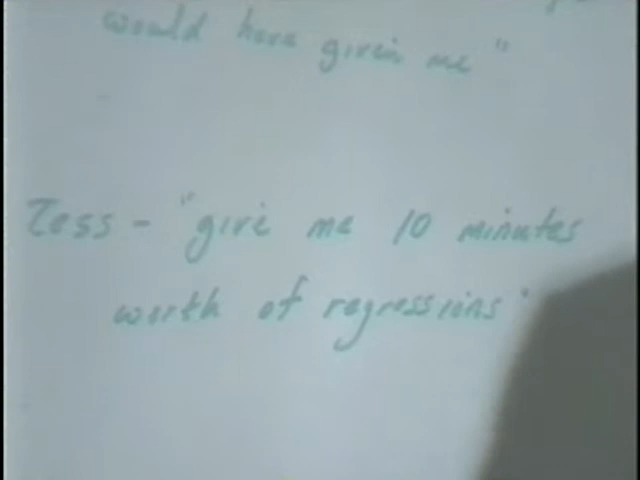 would have given me"
Tess - "give me 10 minutes
worth of regressions"